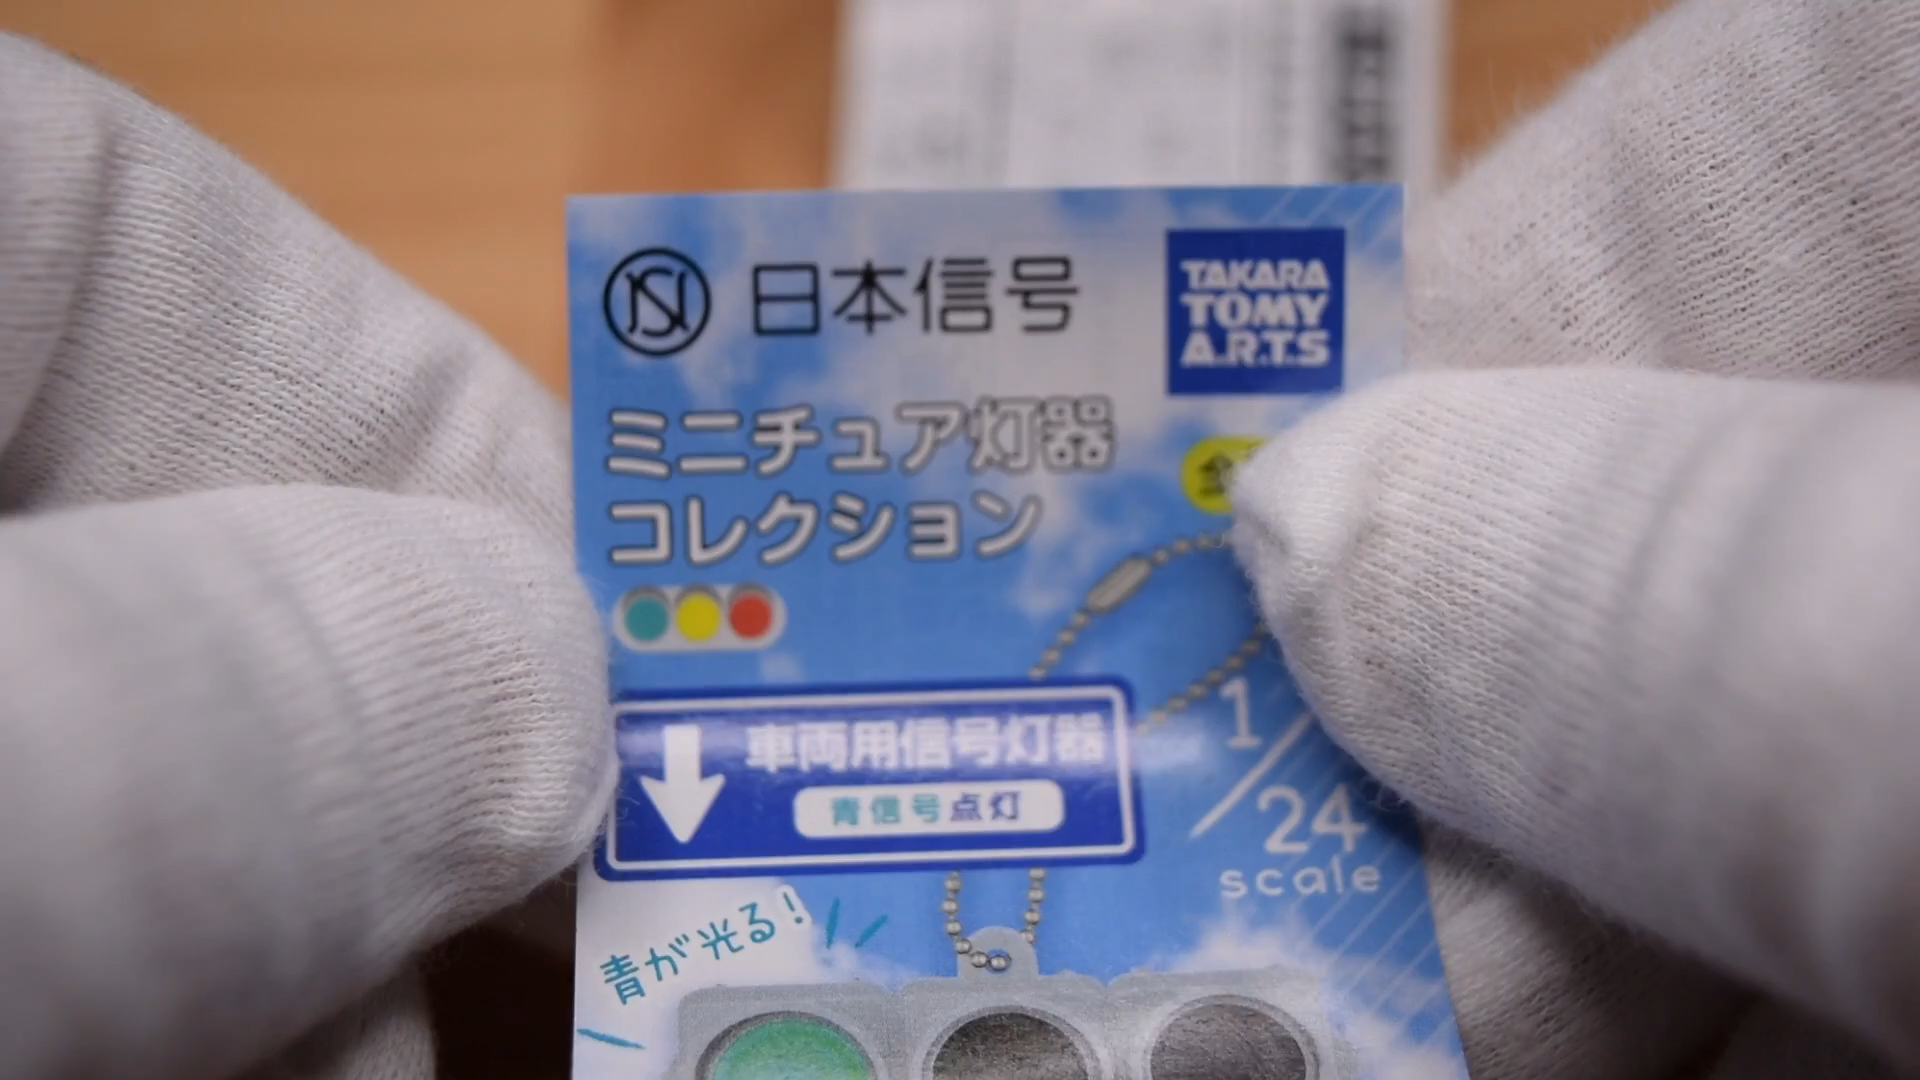 日本信号
TAKARA
TOMY
A.R.T.S
ミニチュア灯器
コレクション
車両用信号灯器
青信号点灯
1/24
scale
青が光る!